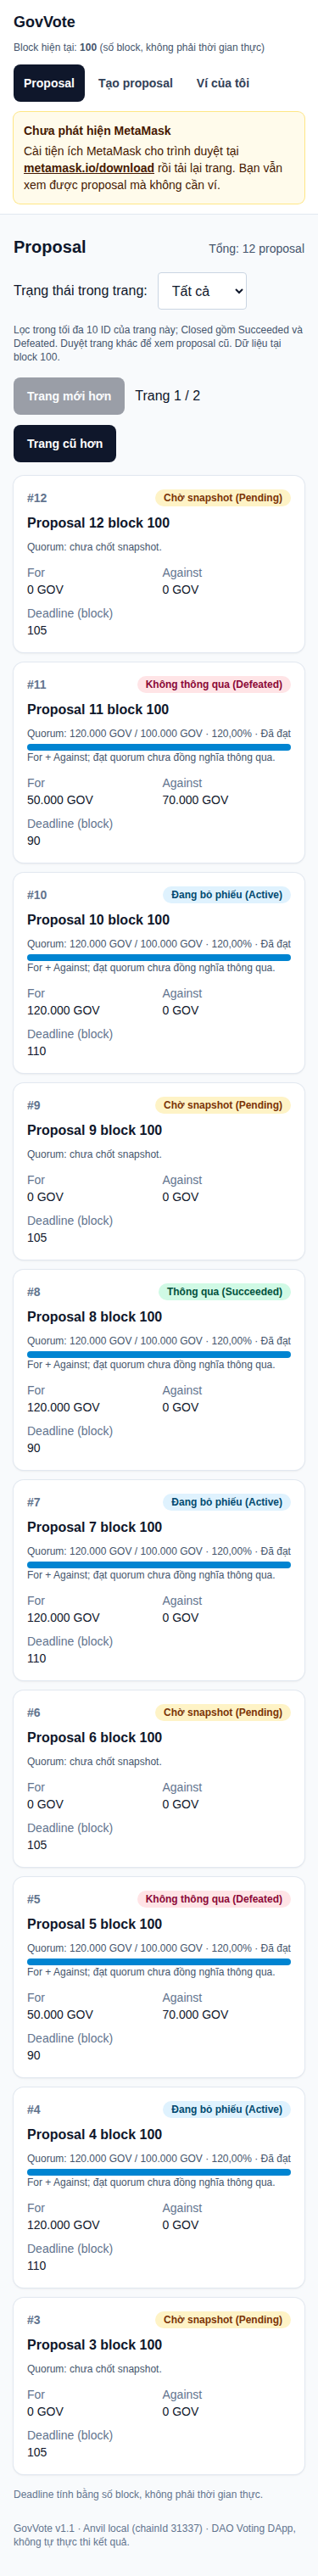 GovVote
Block hiện tại: 100 (số block, không phải thời gian thực)
Proposal
Tạo proposal
Ví của tôi
Chưa phát hiện MetaMask
Cài tiện ích MetaMask cho trình duyệt tại
metamask.io/download rồi tải lại trang. Bạn vẫn
xem được proposal mà không cần ví.
Proposal
Tổng: 12 proposal
Trạng thái trong trang:
Tất cả
Lọc trong tối đa 10 ID của trang này; Closed gồm Succeeded và
Defeated. Duyệt trang khác để xem proposal cũ. Dữ liệu tại
block 100.
Trang mới hơn
Trang 1 / 2
Trang cũ hơn
#12
Chờ snapshot (Pending)
Proposal 12 block 100
Quorum: chưa chốt snapshot.
For
Against
0 GOV
0 GOV
Deadline (block)
105
#11
Không thông qua (Defeated)
Proposal 11 block 100
Quorum: 120.000 GOV / 100.000 GOV · 120,00% · Đã đạt
For + Against; đạt quorum chưa đồng nghĩa thông qua.
For
Against
50.000 GOV
70.000 GOV
Deadline (block)
90
#10
Đang bỏ phiếu (Active)
Proposal 10 block 100
Quorum: 120.000 GOV / 100.000 GOV · 120,00% · Đã đạt
For + Against; đạt quorum chưa đồng nghĩa thông qua.
For
Against
120.000 GOV
0 GOV
Deadline (block)
110
#9
Chờ snapshot (Pending)
Proposal 9 block 100
Quorum: chưa chốt snapshot.
For
Against
0 GOV
0 GOV
Deadline (block)
105
#8
Thông qua (Succeeded)
Proposal 8 block 100
Quorum: 120.000 GOV / 100.000 GOV · 120,00% · Đã đạt
For + Against; đạt quorum chưa đồng nghĩa thông qua.
For
Against
120.000 GOV
0 GOV
Deadline (block)
90
#7
Đang bỏ phiếu (Active)
Proposal 7 block 100
Quorum: 120.000 GOV / 100.000 GOV · 120,00% · Đã đạt
For + Against; đạt quorum chưa đồng nghĩa thông qua.
For
Against
120.000 GOV
0 GOV
Deadline (block)
110
#6
Chờ snapshot (Pending)
Proposal 6 block 100
Quorum: chưa chốt snapshot.
For
Against
0 GOV
0 GOV
Deadline (block)
105
#5
Không thông qua (Defeated)
Proposal 5 block 100
Quorum: 120.000 GOV / 100.000 GOV · 120,00% · Đã đạt
For + Against; đạt quorum chưa đồng nghĩa thông qua.
For
Against
50.000 GOV
70.000 GOV
Deadline (block)
90
#4
Đang bỏ phiếu (Active)
Proposal 4 block 100
Quorum: 120.000 GOV / 100.000 GOV · 120,00% · Đã đạt
For + Against; đạt quorum chưa đồng nghĩa thông qua.
For
Against
120.000 GOV
0 GOV
Deadline (block)
110
#3
Chờ snapshot (Pending)
Proposal 3 block 100
Quorum: chưa chốt snapshot.
For
Against
0 GOV
0 GOV
Deadline (block)
105
Deadline tính bằng số block, không phải thời gian thực.
GovVote v1.1 · Anvil local (chainId 31337) · DAO Voting DApp,
không tự thực thi kết quả.